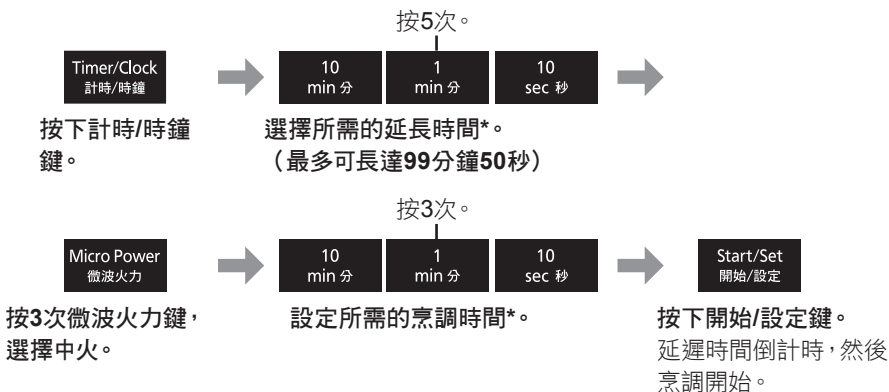 按5次。
Timer/Clock
計時/時鐘
10
min 分
1
min 分
10
sec 秒
按下計時/時鐘
鍵。
選擇所需的延長時間*。
（最多可長達99分鐘50秒）
按3次。
Micro Power
微波火力
10
min 分
1
min 分
10
sec 秒
Start/Set
開始/設定
按3次微波火力鍵，
選擇中火。
設定所需的烹調時間*。
按下開始/設定鍵。
延遲時間倒計時，然後
烹調開始。